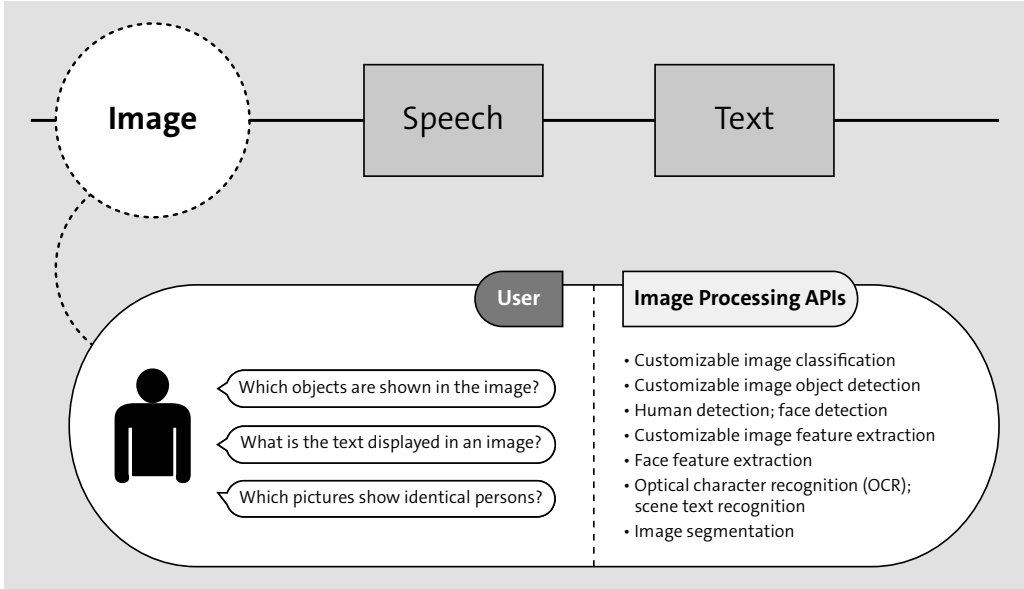 Image
Speech
Text
User
Image Processing APIs
Which objects are shown in the image?
What is the text displayed in an image?
Which pictures show identical persons?
• Customizable image classification
• Customizable image object detection
• Human detection; face detection
• Customizable image feature extraction
• Face feature extraction
• Optical character recognition (OCR);
scene text recognition
• Image segmentation